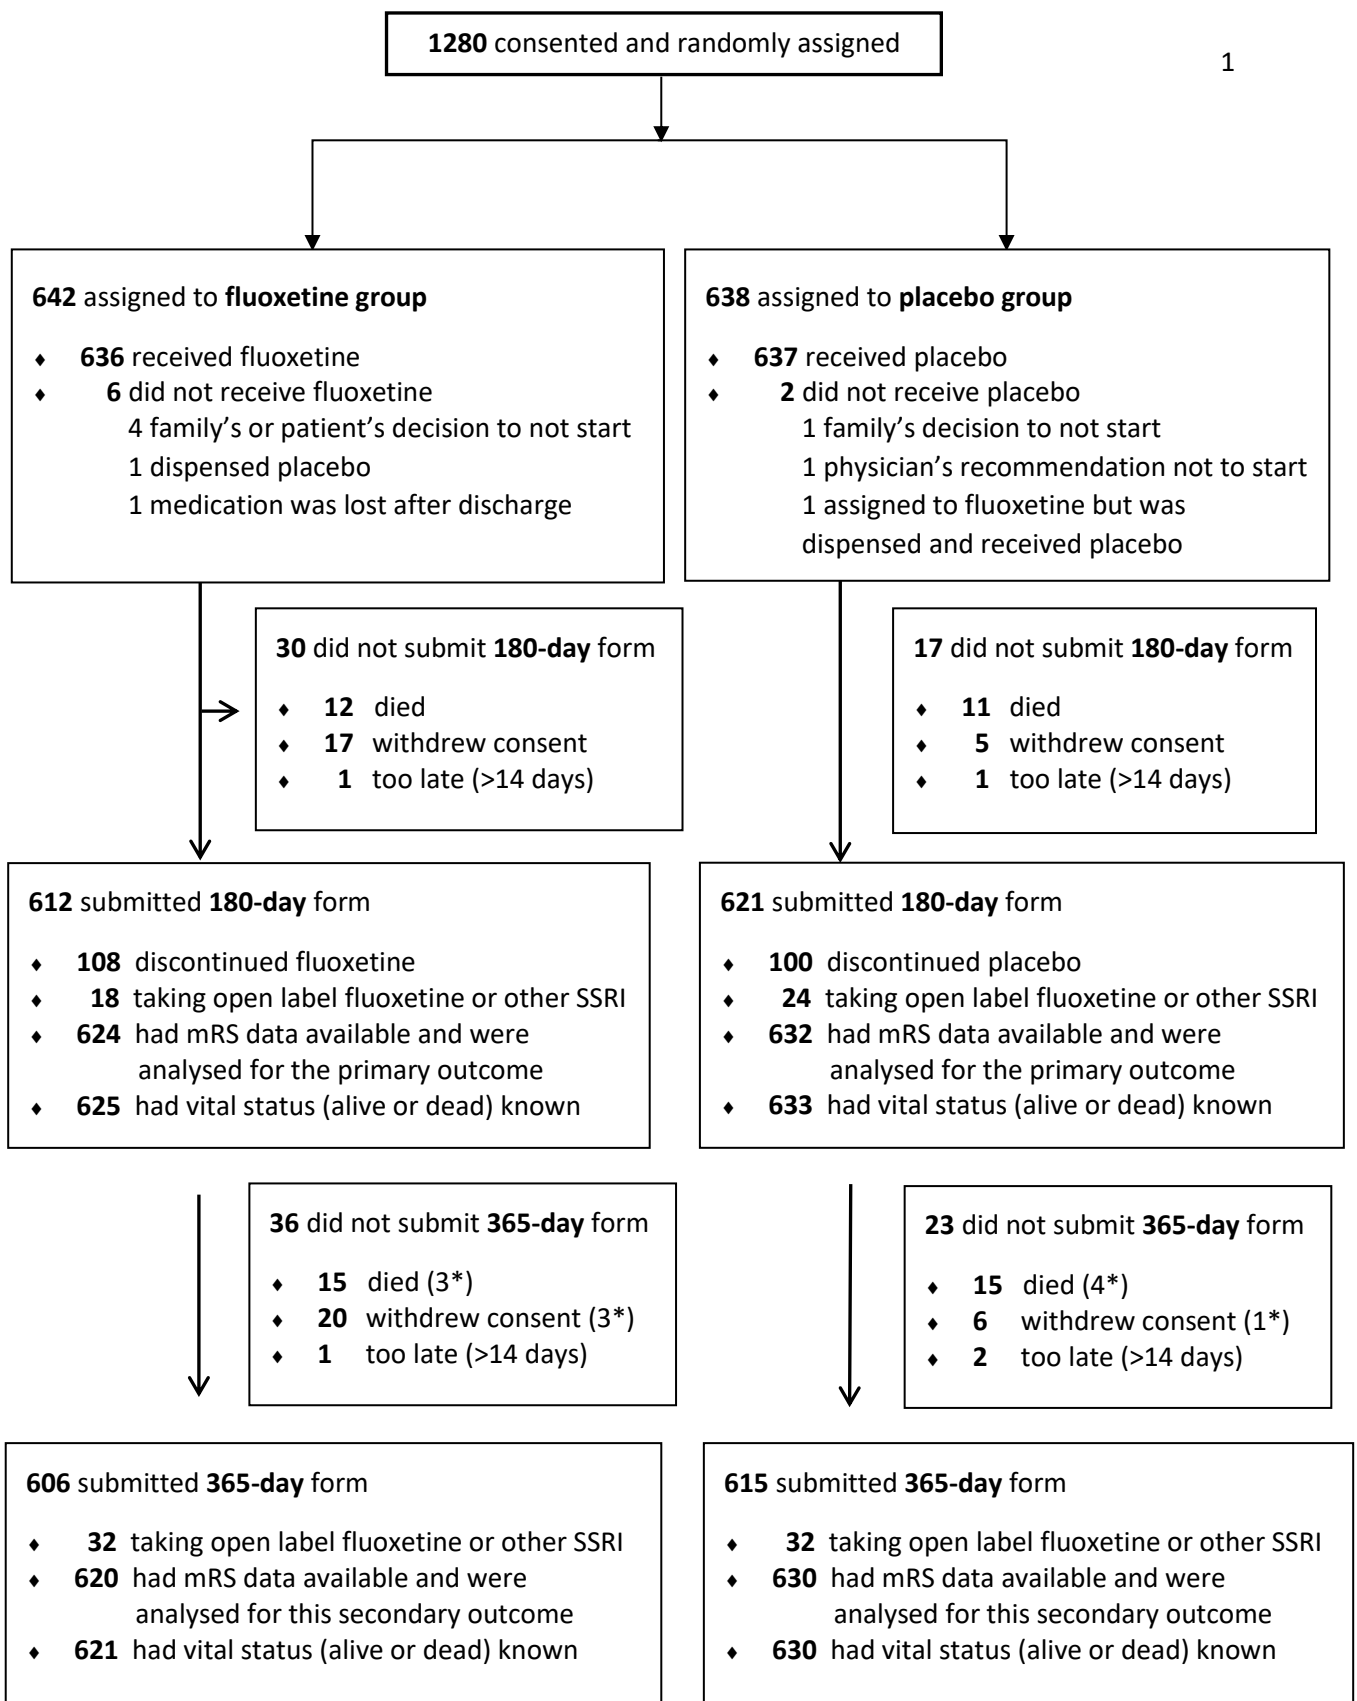 1280 consented and randomly assigned
1
642 assigned to fluoxetine group
♦ 636 received fluoxetine
♦ 6 did not receive fluoxetine
4 family’s or patient’s decision to not start
1 dispensed placebo
1 medication was lost after discharge
638 assigned to placebo group
♦ 637 received placebo
♦ 2 did not receive placebo
1 family’s decision to not start
1 physician’s recommendation not to start
1 assigned to fluoxetine but was
dispensed and received placebo
30 did not submit 180-day form
♦ 12 died
♦ 17 withdrew consent
♦ 1 too late (>14 days)
17 did not submit 180-day form
♦ 11 died
♦ 5 withdrew consent
♦ 1 too late (>14 days)
612 submitted 180-day form
♦ 108 discontinued fluoxetine
♦ 18 taking open label fluoxetine or other SSRI
♦ 624 had mRS data available and were
analysed for the primary outcome
♦ 625 had vital status (alive or dead) known
621 submitted 180-day form
♦ 100 discontinued placebo
♦ 24 taking open label fluoxetine or other SSRI
♦ 632 had mRS data available and were
analysed for the primary outcome
♦ 633 had vital status (alive or dead) known
36 did not submit 365-day form
♦ 15 died (3*)
♦ 20 withdrew consent (3*)
♦ 1 too late (>14 days)
23 did not submit 365-day form
♦ 15 died (4*)
♦ 6 withdrew consent (1*)
♦ 2 too late (>14 days)
606 submitted 365-day form
♦ 32 taking open label fluoxetine or other SSRI
♦ 620 had mRS data available and were
analysed for this secondary outcome
♦ 621 had vital status (alive or dead) known
615 submitted 365-day form
♦ 32 taking open label fluoxetine or other SSRI
♦ 630 had mRS data available and were
analysed for this secondary outcome
♦ 630 had vital status (alive or dead) known